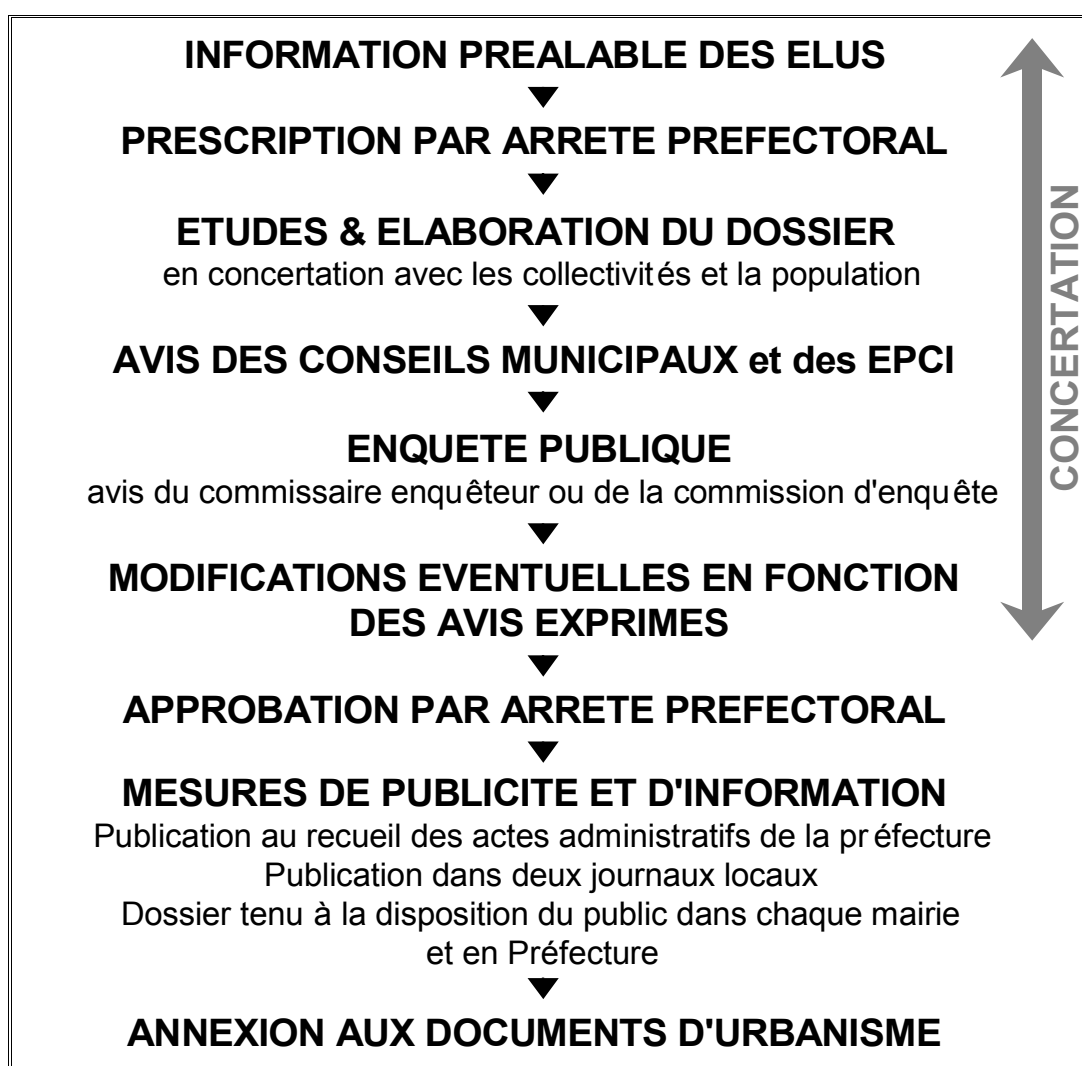 INFORMATION PREALABLE DES ELUS
PRESCRIPTION PAR ARRETE PREFECTORAL
ETUDES & ELABORATION DU DOSSIER
en concertation avec les collectivités et la population
AVIS DES CONSEILS MUNICIPAUX et des EPCI
ENQUETE PUBLIQUE
avis du commissaire enquêteur ou de la commission d'enquête
MODIFICATIONS EVENTUELLES EN FONCTION
DES AVIS EXPRIMES
APPROBATION PAR ARRETE PREFECTORAL
MESURES DE PUBLICITE ET D'INFORMATION
Publication au recueil des actes administratifs de la préfecture
Publication dans deux journaux locaux
Dossier tenu à la disposition du public dans chaque mairie
et en Préfecture
ANNEXION AUX DOCUMENTS D'URBANISME
CONCERTATION